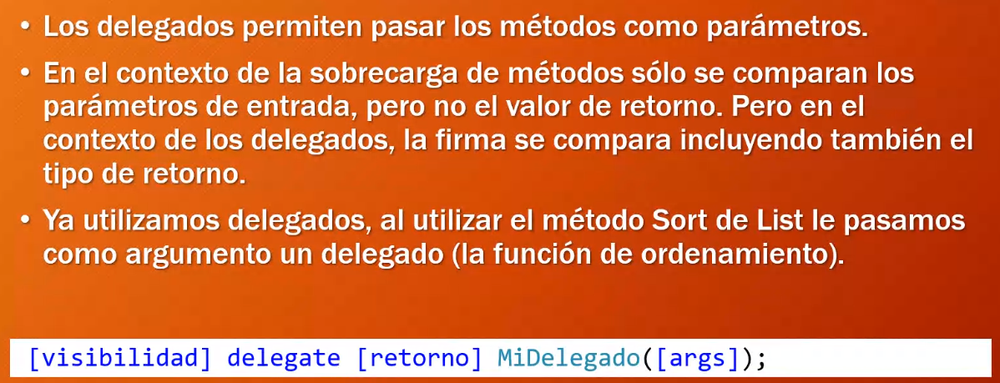 • Los delegados permiten pasar los métodos como parámetros.
• En el contexto de la sobrecarga de métodos sólo se comparan los
parámetros de entrada, pero no el valor de retorno. Pero en el
contexto de los delegados, la firma se compara incluyendo también el
tipo de retorno.
• Ya utilizamos delegados, al utilizar el método Sort de List le pasamos
como argumento un delegado (la función de ordenamiento).
[visibilidad] delegate [retorno] MiDelegado([args]);